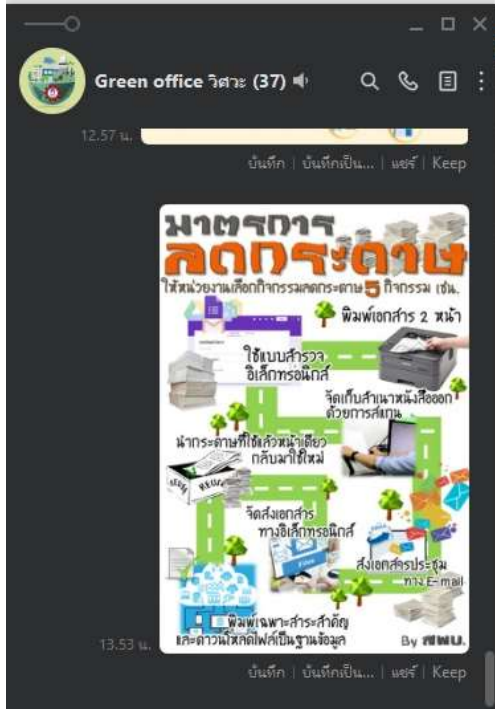 Green office วิศวะ (37)
12.57 น.
บันทึก | บันทึกเป็น... | แชร์ | Keep
มาตรการ
ลดกระดาษ
ให้หน่วยงานเลือกกิจกรรมลดกระดาษ 5 กิจกรรม เช่น.
พิมพ์เอกสาร 2 หน้า
ใช้แบบสำรวจ
อิเล็กทรอนิกส์
จัดเก็บสำเนาหนังสือออก
ด้วยการสแกน
นำกระดาษที่ใช้แล้วหน้าเดียว
กลับมาใช้ใหม่
REUSE
จัดส่งเอกสาร
ทางอิเล็กทรอนิกส์
ส่งเอกสารประชุม
ทาง E-mail
พิมพ์เฉพาะสาระสำคัญ
และดาวน์โหลดไฟล์เป็นฐานข้อมูล
By สพบ.
13.53 น.
บันทึก | บันทึกเป็น... | แชร์ | Keep